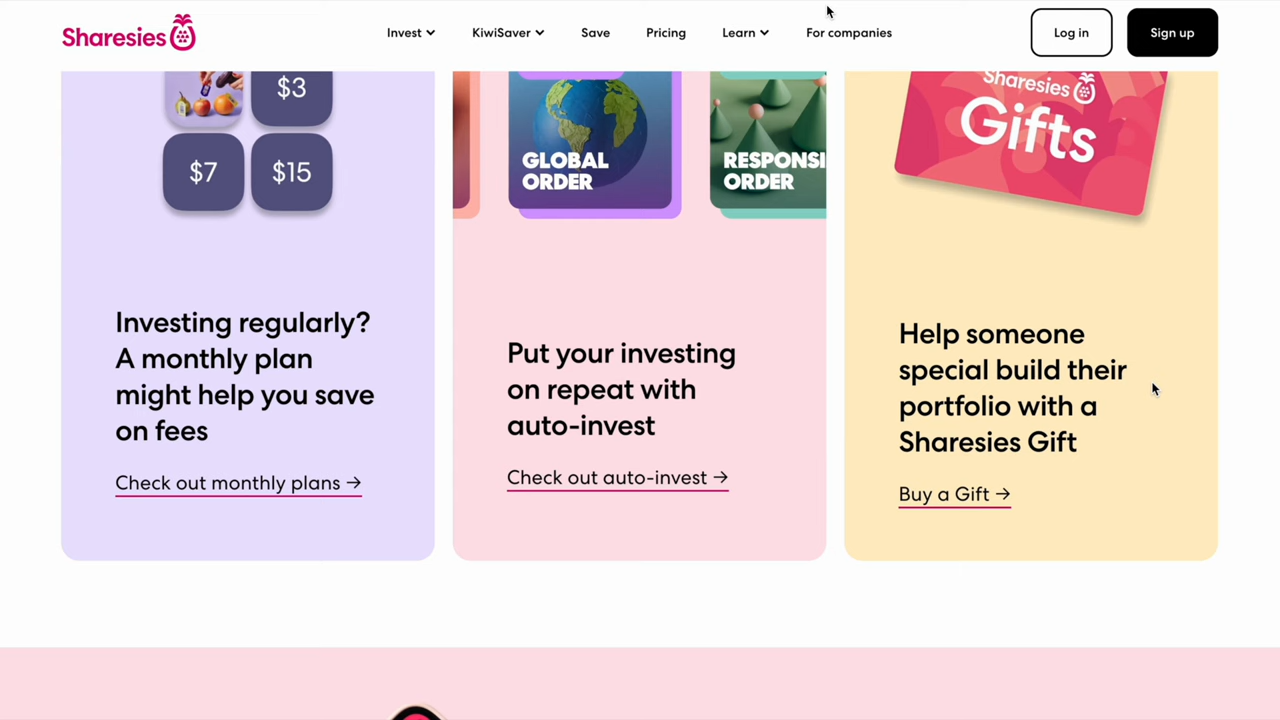 Sharesies
Invest
KiwiSaver
Save
Pricing
Learn
For companies
Log in
Sign up
$3
$7
$15
Investing regularly?
A monthly plan
might help you save
on fees
Check out monthly plans →
GLOBAL
ORDER
RESPONSI
ORDER
Put your investing
on repeat with
auto-invest
Check out auto-invest →
Sharesies
Gifts
Help someone
special build their
portfolio with a
Sharesies Gift
Buy a Gift →